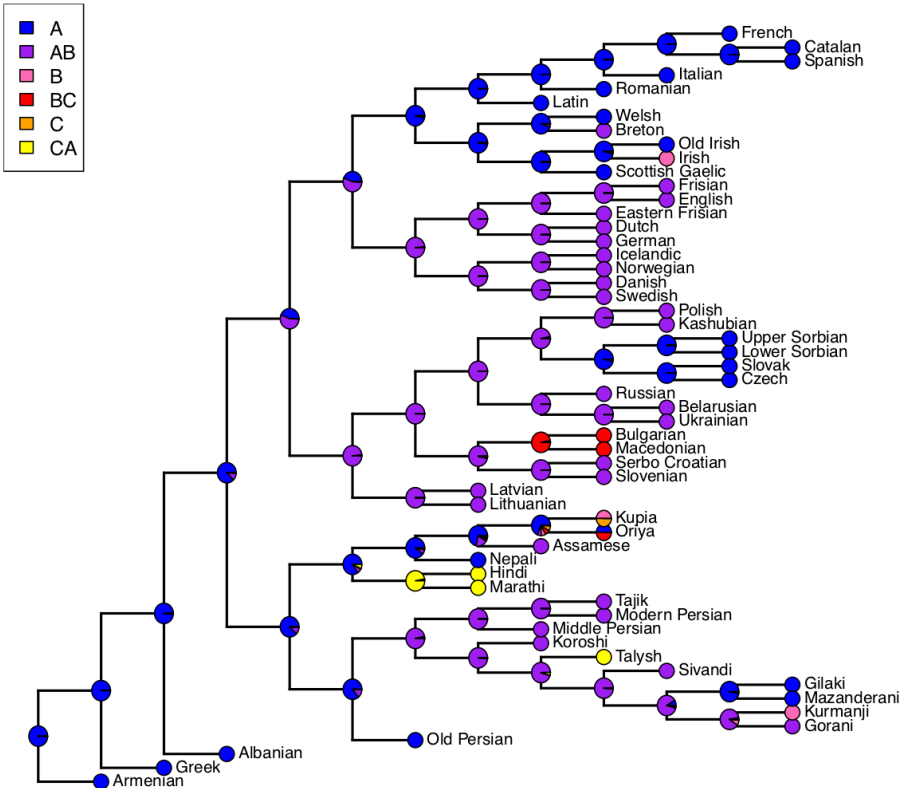 A
AB
B
BC
C
CA
French
Catalan
Spanish
Italian
Romanian
Latin
Welsh
Breton
Old Irish
Irish
Scottish Gaelic
Frisian
English
Eastern Frisian
Dutch
German
Icelandic
Norwegian
Danish
Swedish
Polish
Kashubian
Upper Sorbian
Lower Sorbian
Slovak
Czech
Russian
Belarusian
Ukrainian
Bulgarian
Macedonian
Serbo Croatian
Slovenian
Latvian
Lithuanian
Kupia
Oriya
Assamese
Nepali
Hindi
Marathi
Tajik
Modern Persian
Middle Persian
Koroshi
Talysh
Sivandi
Gilaki
Mazanderani
Kurmanji
Gorani
Old Persian
Albanian
Greek
Armenian